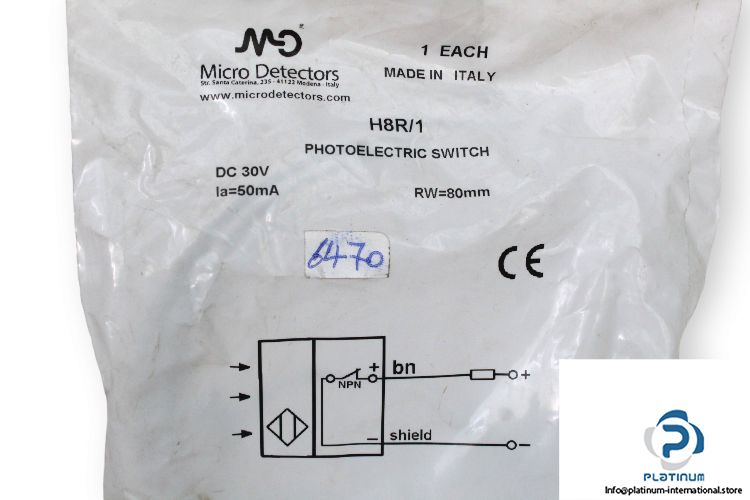 MD
1 EACH
Micro Detectors
MADE IN ITALY
Str. Santa Caterina, 235 - 41122 Modena - Italy
www.microdetectors.com
H8R/1
PHOTOELECTRIC SWITCH
DC 30V
Ia=50mA
RW=80mm
6470
CE
+ bn
+
NPN
− shield
−
P
PLATINUM
Info@platinum-international.store